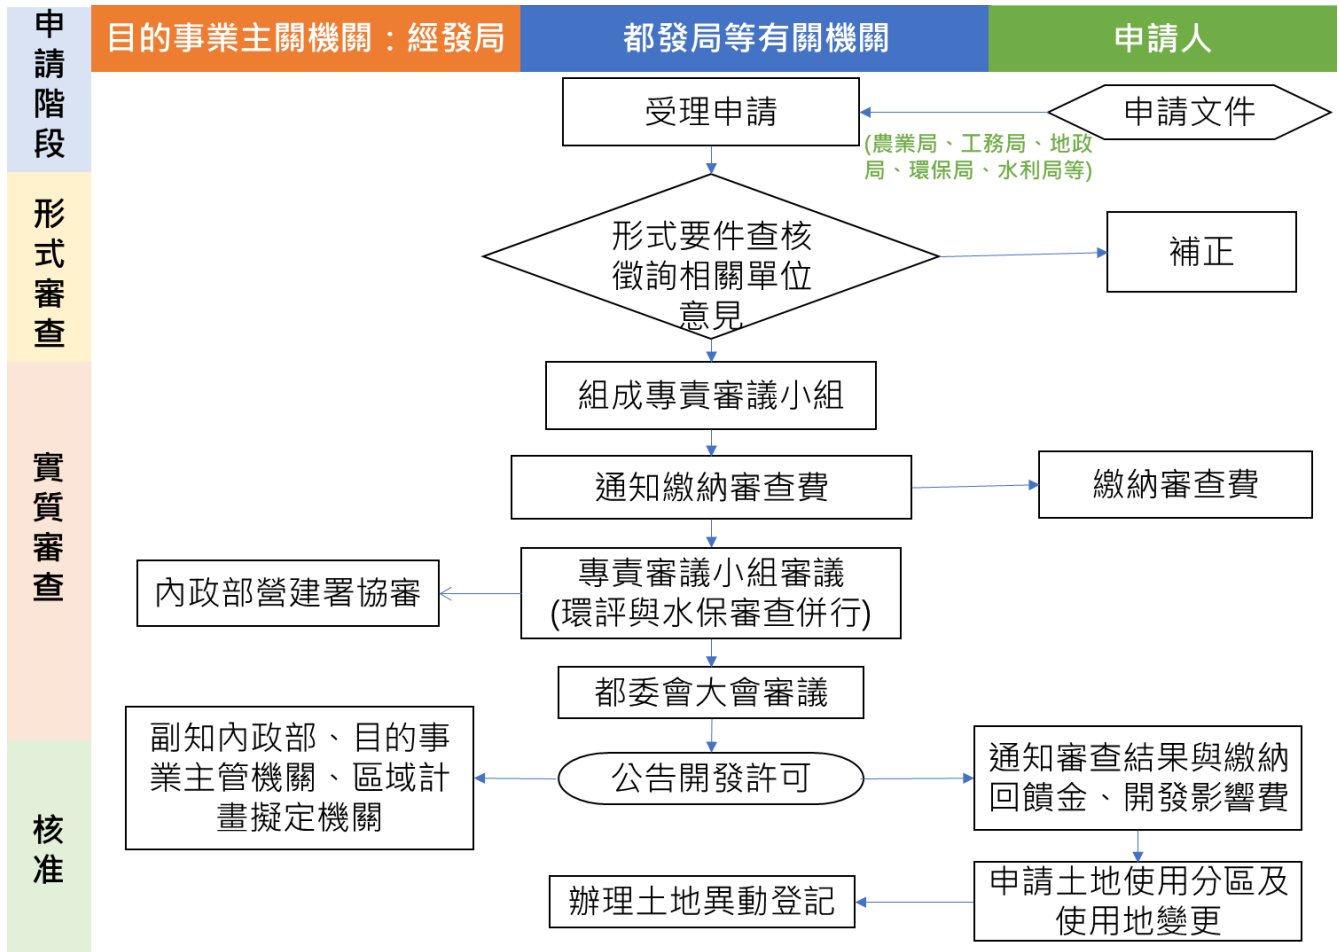 目的事業主關機關：經發局
都發局等有關機關
申請人
申請階段
受理申請
申請文件
(農業局、工務局、地政
局、環保局、水利局等)
形式審查
形式要件查核
徵詢相關單位
意見
補正
實質審查
組成專責審議小組
通知繳納審查費
繳納審查費
內政部營建署協審
專責審議小組審議
(環評與水保審查併行)
都委會大會審議
核准
副知內政部、目的事
業主管機關、區域計
畫擬定機關
公告開發許可
通知審查結果與繳納
回饋金、開發影響費
辦理土地異動登記
申請土地使用分區及
使用地變更